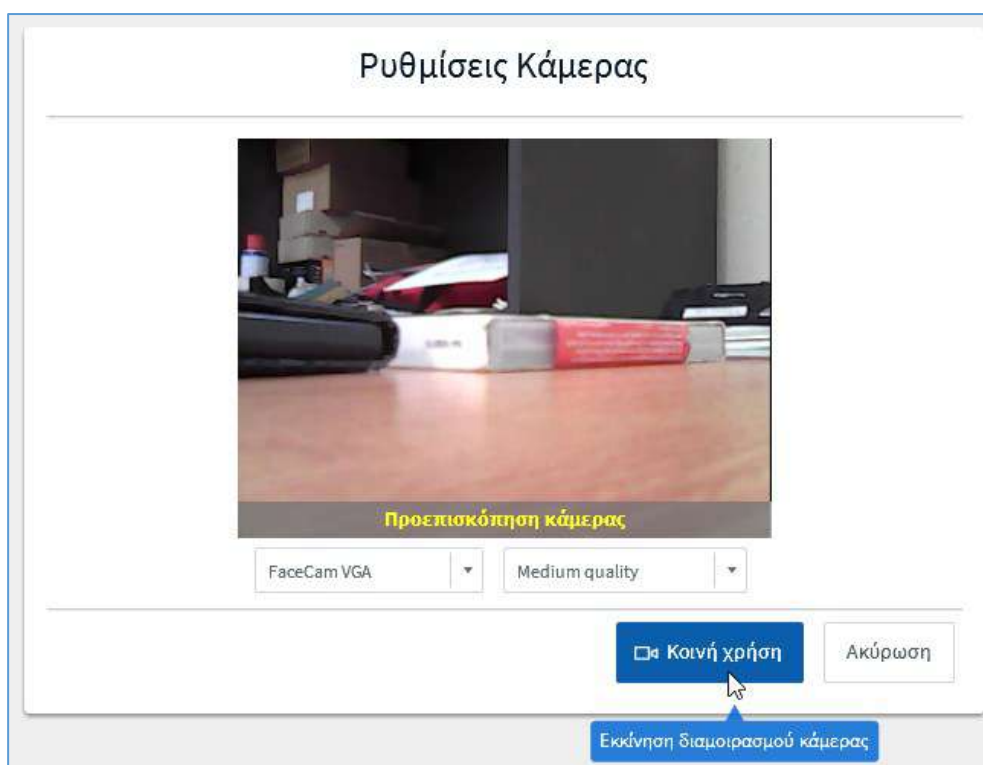 Ρυθμίσεις Κάμερας
Προεπισκόπηση κάμερας
FaceCam VGA
Medium quality
Κοινή χρήση
Ακύρωση
Εκκίνηση διαμοιρασμού κάμερας